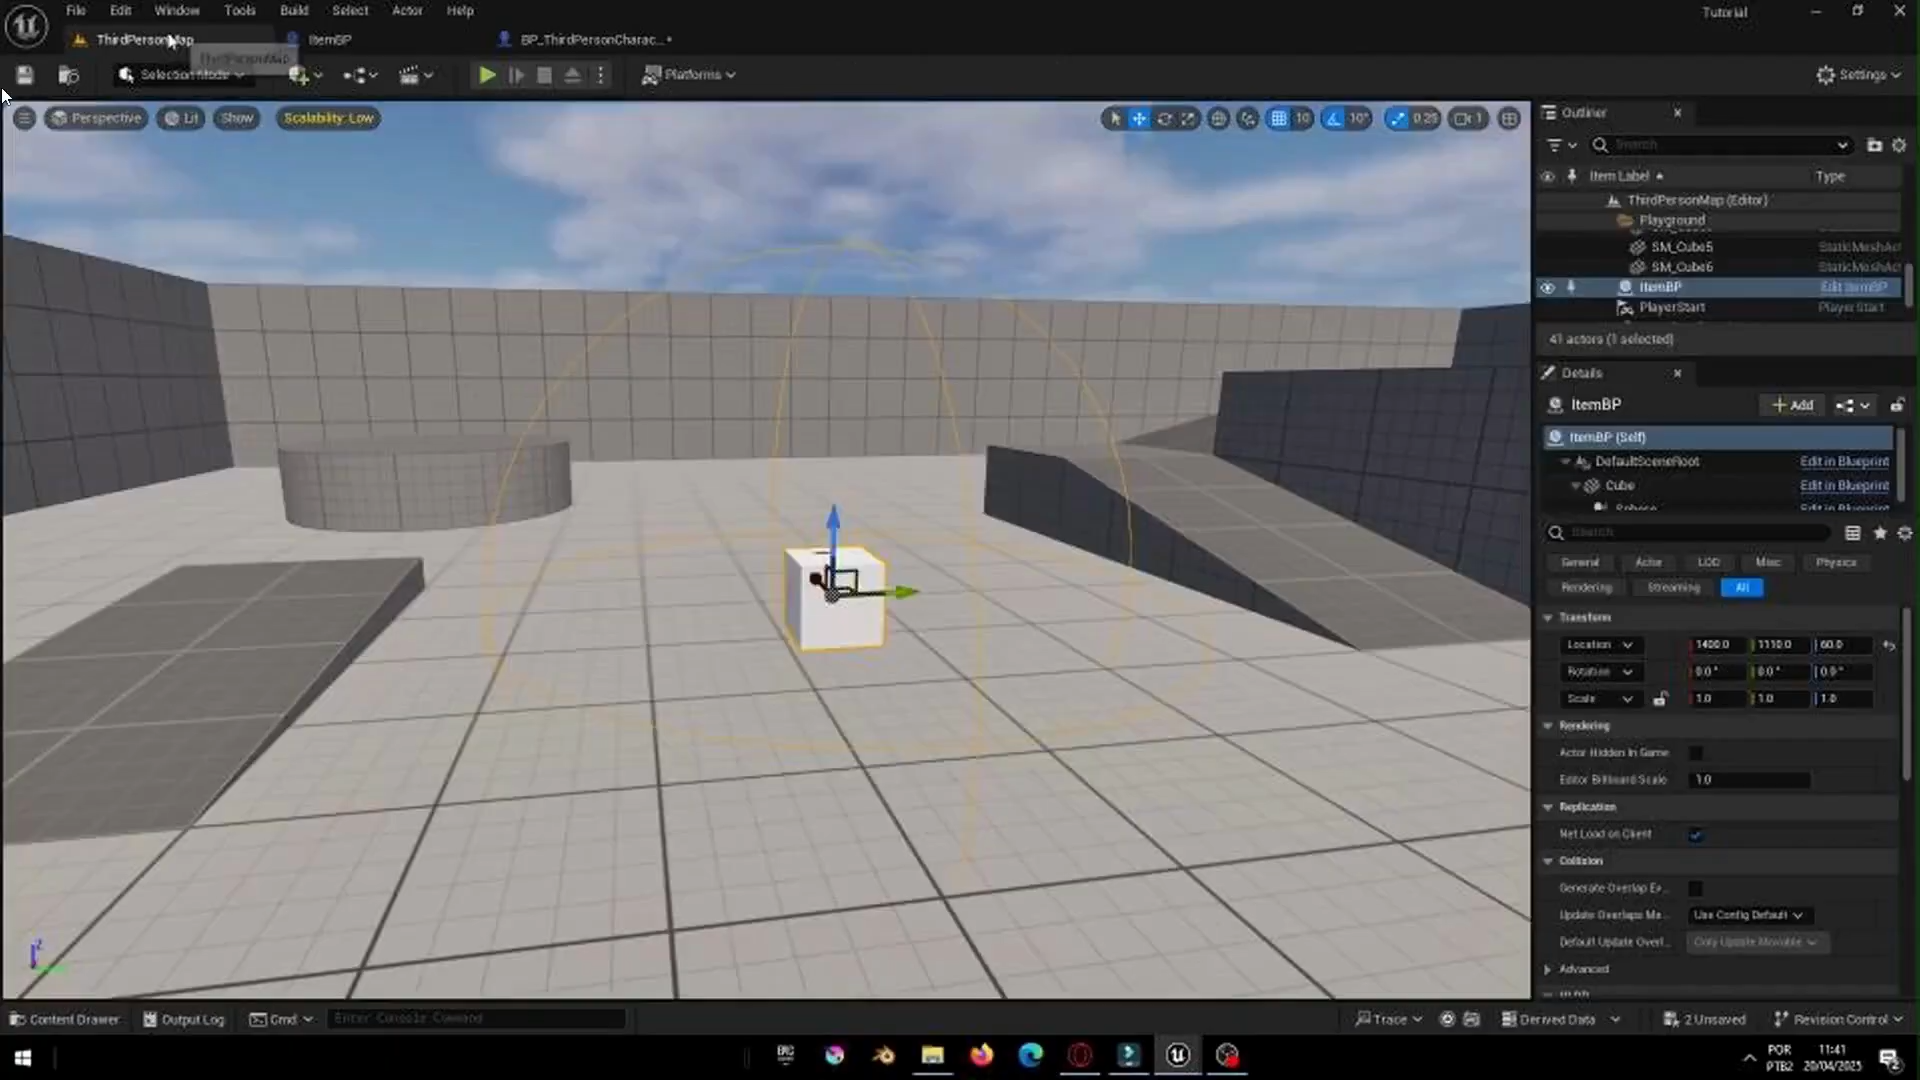 File Edit Window Tools Build Select Actor Help
Tutorial
ThirdPersonMap
ItemBP
BP_ThirdPersonCharac... •
ThirdPersonMap
Selection Mode
Platforms
Settings
Perspective
Lit
Show
Scalability: Low
10
10°
0.25
1
Outliner
Search
Item Label
Type
ThirdPersonMap (Editor)
Playground
SM_Cube5
StaticMeshAc
SM_Cube6
StaticMeshAc
ItemBP
Edit ItemBP
PlayerStart
Player Start
41 actors (1 selected)
Details
ItemBP
Add
ItemBP (Self)
DefaultSceneRoot
Edit in Blueprint
Cube
Edit in Blueprint
Sphere
Edit in Blueprint
Search
General
Actor
LOD
Misc
Physics
Rendering
Streaming
All
Transform
Location
1400.0
1110.0
60.0
Rotation
0.0°
0.0°
0.0°
Scale
1.0
1.0
1.0
Rendering
Actor Hidden In Game
Editor Billboard Scale
1.0
Replication
Net Load on Client
Collision
Generate Overlap Ev...
Update Overlaps Me...
Use Config Default
Default Update Overl...
Only Update Movable
Advanced
Content Drawer
Output Log
Cmd
Enter Console Command
Trace
Derived Data
2 Unsaved
Revision Control
EPIC
POR
PTB2
11:41
20/04/2025
2